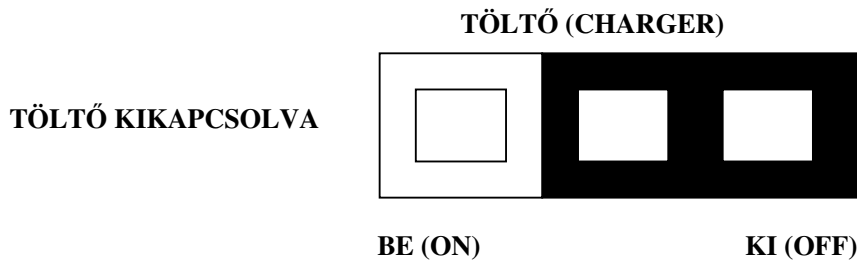 TÖLTŐ (CHARGER)
TÖLTŐ KIKAPCSOLVA
BE (ON) KI (OFF)